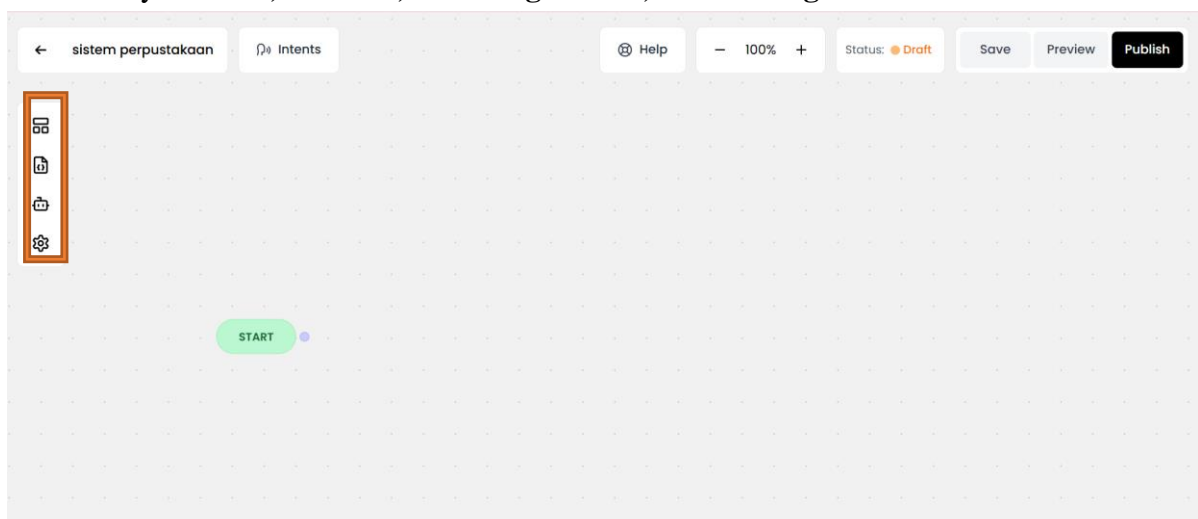 sistem perpustakaan
Intents
Help
100%
Status: Draft
Save
Preview
Publish
START